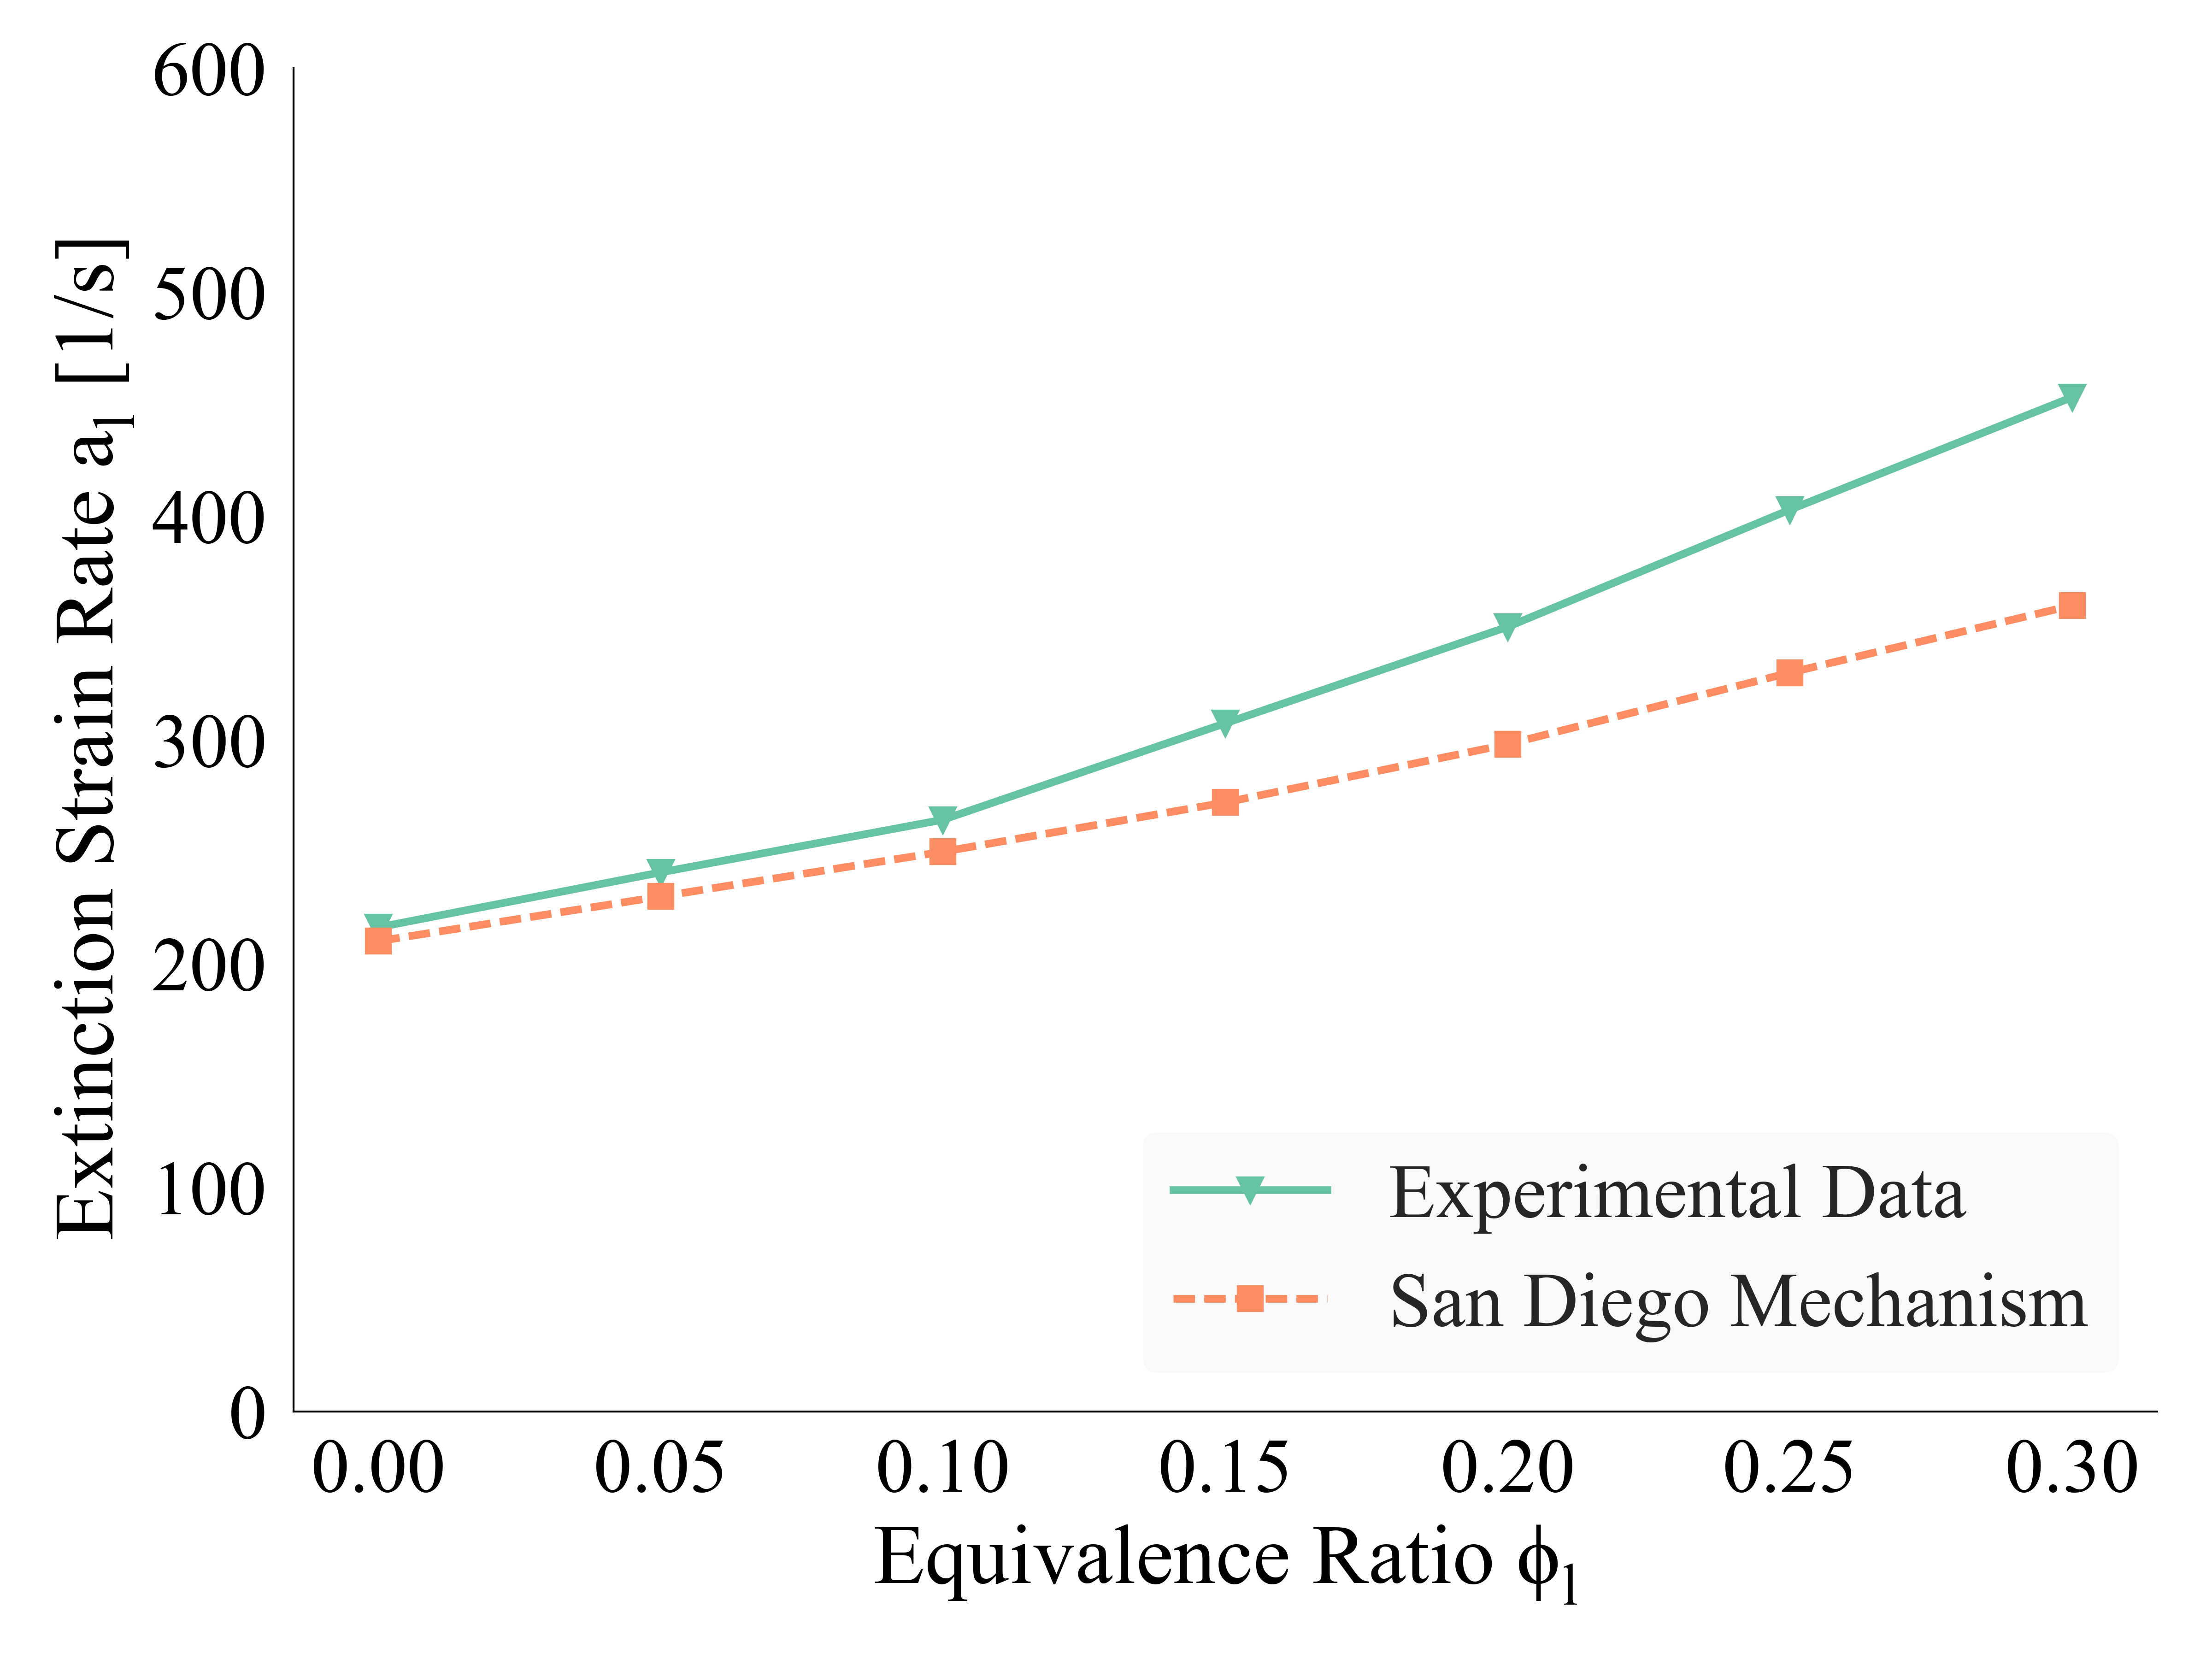 600
500
400
300
200
100
0
Extinction Strain Rate a₁ [1/s]
0.00 0.05 0.10 0.15 0.20 0.25 0.30
Equivalence Ratio ϕ₁
Experimental Data
San Diego Mechanism